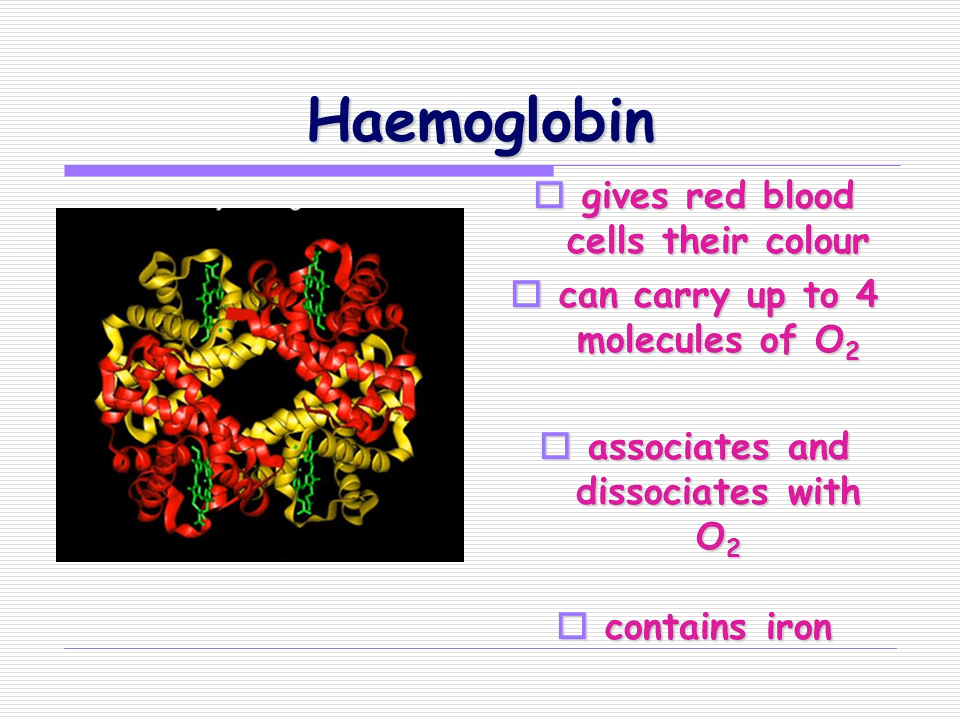 Haemoglobin
gives red blood
cells their colour
can carry up to 4
molecules of O₂
associates and
dissociates with
O₂
contains iron